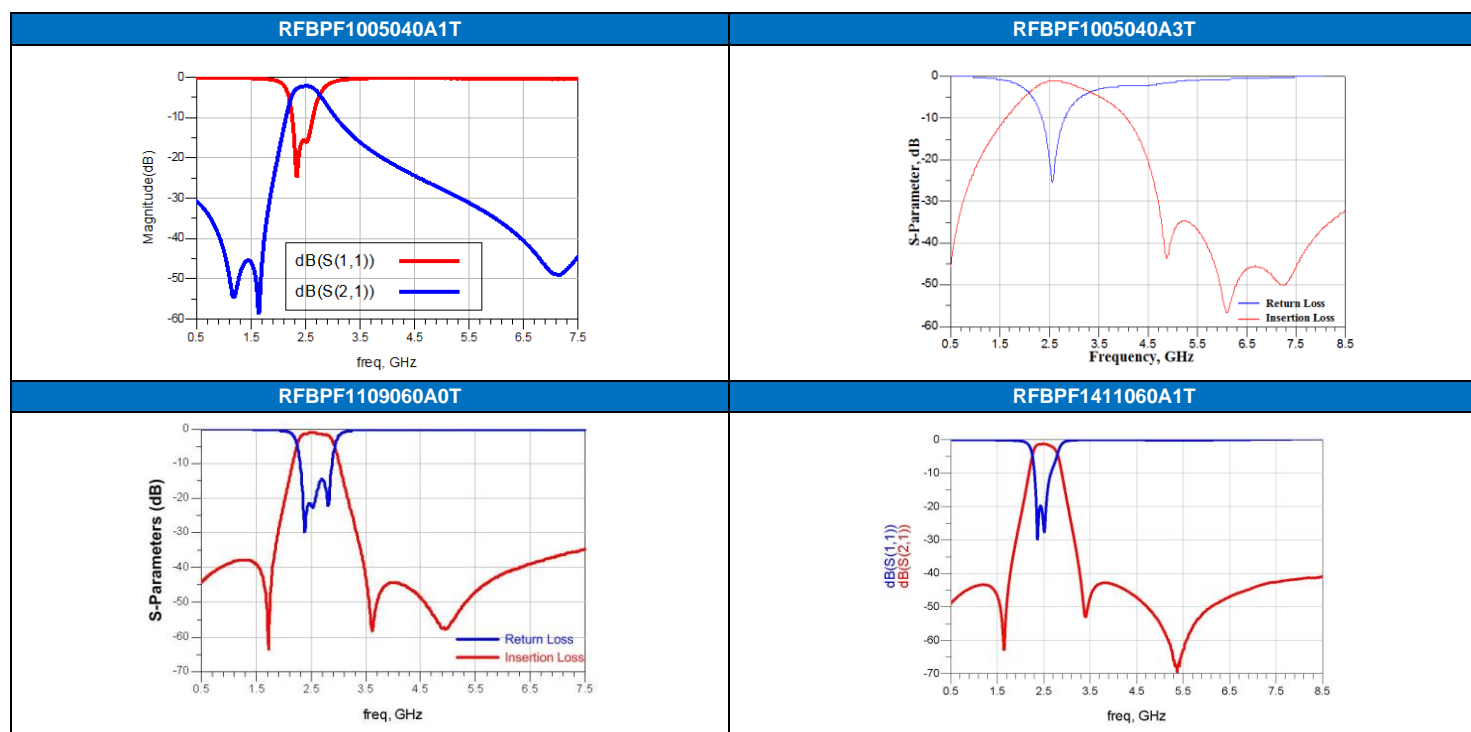 RFBPF1005040A1T
RFBPF1005040A3T
0
-10
-20
-30
-40
-50
-60
Magnitude(dB)
dB(S(1,1))
dB(S(2,1))
0.5 1.5 2.5 3.5 4.5 5.5 6.5 7.5
freq, GHz
0
-10
-20
-30
-40
-50
-60
S-Parameter, dB
Return Loss
Insertion Loss
0.5 1.5 2.5 3.5 4.5 5.5 6.5 7.5 8.5
Frequency, GHz
RFBPF1109060A0T
RFBPF1411060A1T
0
-10
-20
-30
-40
-50
-60
-70
S-Parameters (dB)
Return Loss
Insertion Loss
0.5 1.5 2.5 3.5 4.5 5.5 6.5 7.5
freq, GHz
0
-10
-20
-30
-40
-50
-60
-70
dB(S(1,1))
dB(S(2,1))
0.5 1.5 2.5 3.5 4.5 5.5 6.5 7.5 8.5
freq, GHz